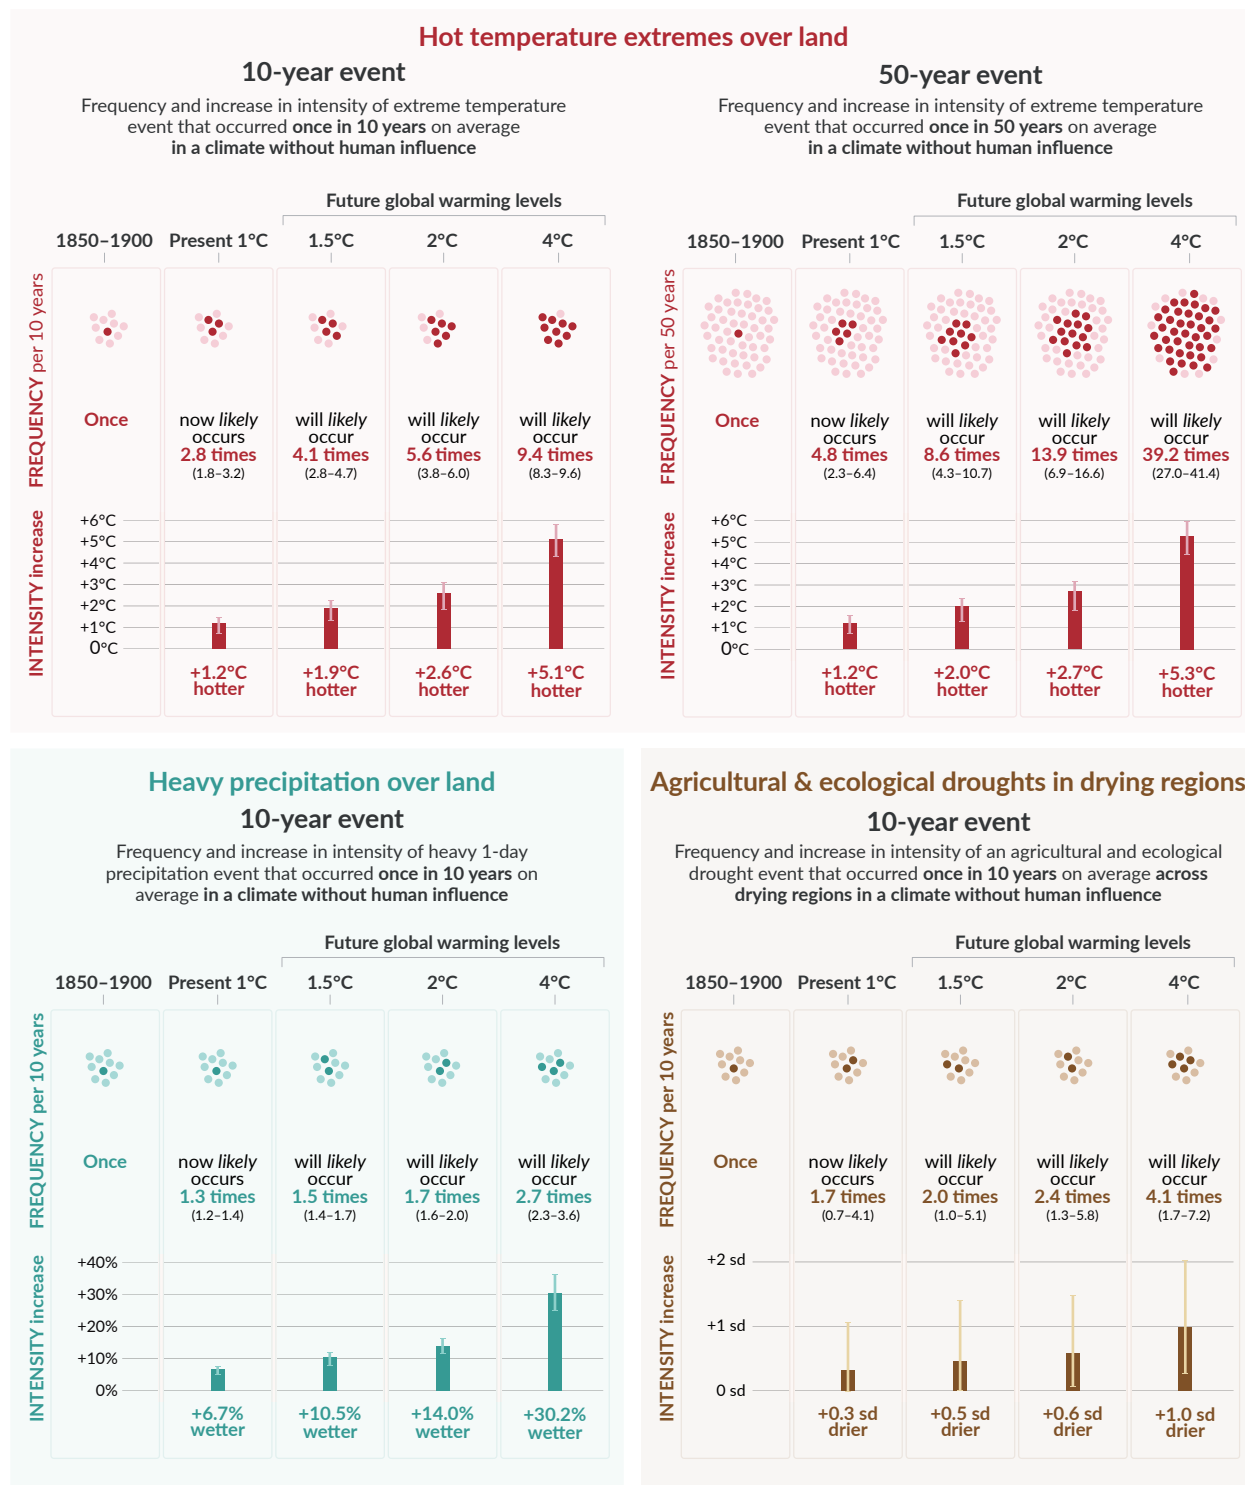 Hot temperature extremes over land
10-year event
Frequency and increase in intensity of extreme temperature
event that occurred once in 10 years on average
in a climate without human influence
Future global warming levels
1850–1900 Present 1°C 1.5°C 2°C 4°C
FREQUENCY per 10 years
Once
now likely
occurs
2.8 times
(1.8–3.2)
will likely
occur
4.1 times
(2.8–4.7)
will likely
occur
5.6 times
(3.8–6.0)
will likely
occur
9.4 times
(8.3–9.6)
INTENSITY increase
+6°C
+5°C
+4°C
+3°C
+2°C
+1°C
0°C
+1.2°C
hotter
+1.9°C
hotter
+2.6°C
hotter
+5.1°C
hotter
50-year event
Frequency and increase in intensity of extreme temperature
event that occurred once in 50 years on average
in a climate without human influence
Future global warming levels
1850–1900 Present 1°C 1.5°C 2°C 4°C
FREQUENCY per 50 years
Once
now likely
occurs
4.8 times
(2.3–6.4)
will likely
occur
8.6 times
(4.3–10.7)
will likely
occur
13.9 times
(6.9–16.6)
will likely
occur
39.2 times
(27.0–41.4)
INTENSITY increase
+6°C
+5°C
+4°C
+3°C
+2°C
+1°C
0°C
+1.2°C
hotter
+2.0°C
hotter
+2.7°C
hotter
+5.3°C
hotter
Heavy precipitation over land
10-year event
Frequency and increase in intensity of heavy 1-day
precipitation event that occurred once in 10 years on
average in a climate without human influence
Future global warming levels
1850–1900 Present 1°C 1.5°C 2°C 4°C
FREQUENCY per 10 years
Once
now likely
occurs
1.3 times
(1.2–1.4)
will likely
occur
1.5 times
(1.4–1.7)
will likely
occur
1.7 times
(1.6–2.0)
will likely
occur
2.7 times
(2.3–3.6)
INTENSITY increase
+40%
+30%
+20%
+10%
0%
+6.7%
wetter
+10.5%
wetter
+14.0%
wetter
+30.2%
wetter
Agricultural & ecological droughts in drying regions
10-year event
Frequency and increase in intensity of an agricultural and ecological
drought event that occurred once in 10 years on average across
drying regions in a climate without human influence
Future global warming levels
1850–1900 Present 1°C 1.5°C 2°C 4°C
FREQUENCY per 10 years
Once
now likely
occurs
1.7 times
(0.7–4.1)
will likely
occur
2.0 times
(1.0–5.1)
will likely
occur
2.4 times
(1.3–5.8)
will likely
occur
4.1 times
(1.7–7.2)
INTENSITY increase
+2 sd
+1 sd
0 sd
+0.3 sd
drier
+0.5 sd
drier
+0.6 sd
drier
+1.0 sd
drier